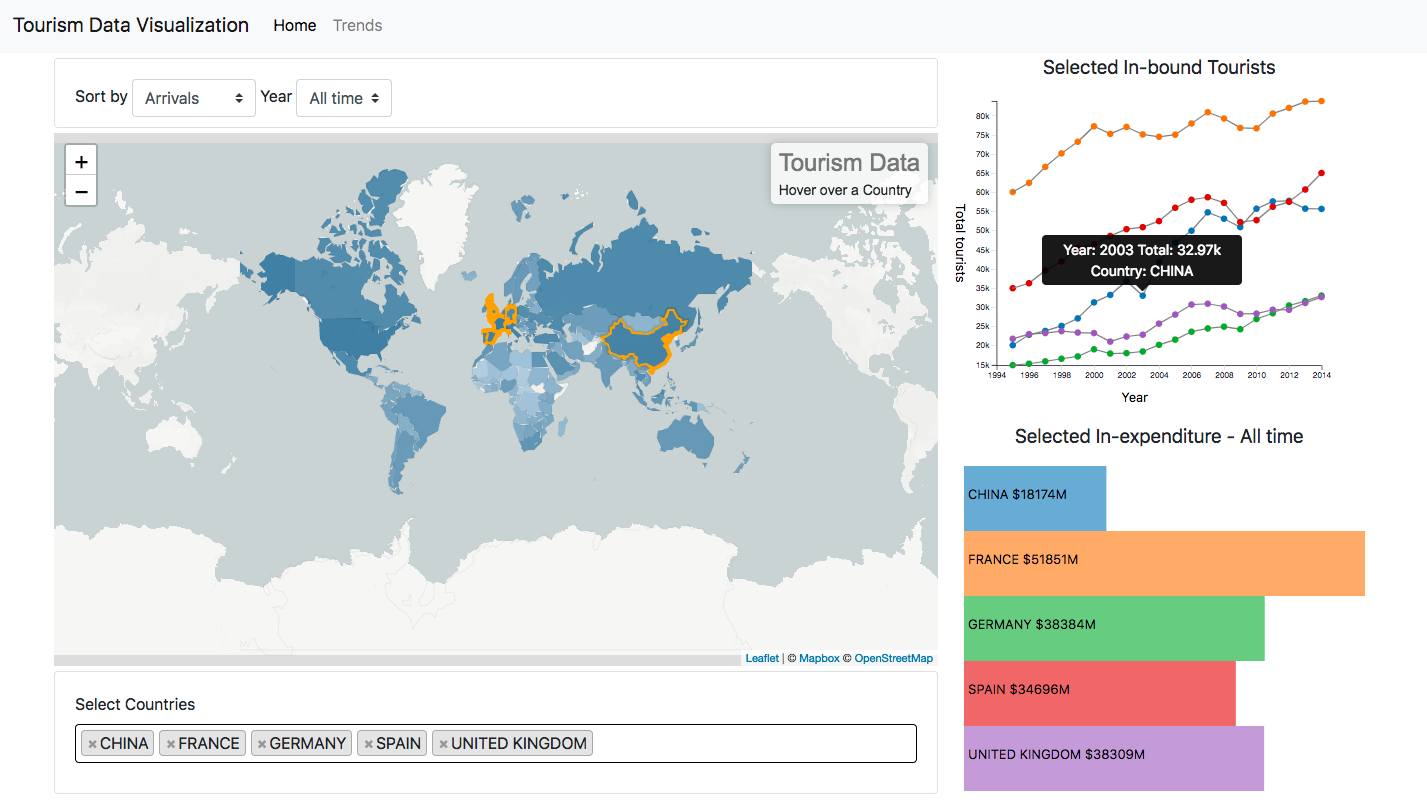 Tourism Data Visualization Home Trends
Sort by Arrivals Year All time
+
−
Tourism Data
Hover over a Country
Leaflet | © Mapbox © OpenStreetMap
Select Countries
×CHINA ×FRANCE ×GERMANY ×SPAIN ×UNITED KINGDOM
Selected In-bound Tourists
80k
75k
70k
65k
60k
55k
50k
45k
40k
35k
30k
25k
20k
15k
Total tourists
Year: 2003 Total: 32.97k
Country: CHINA
1994 1996 1998 2000 2002 2004 2006 2008 2010 2012 2014
Year
Selected In-expenditure - All time
CHINA $18174M
FRANCE $51851M
GERMANY $38384M
SPAIN $34696M
UNITED KINGDOM $38309M